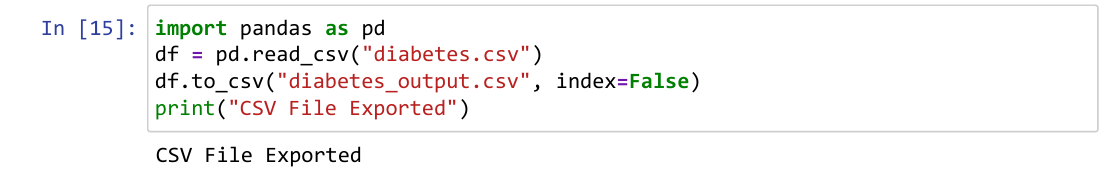 In [15]: import pandas as pd
df = pd.read_csv("diabetes.csv")
df.to_csv("diabetes_output.csv", index=False)
print("CSV File Exported")
CSV File Exported